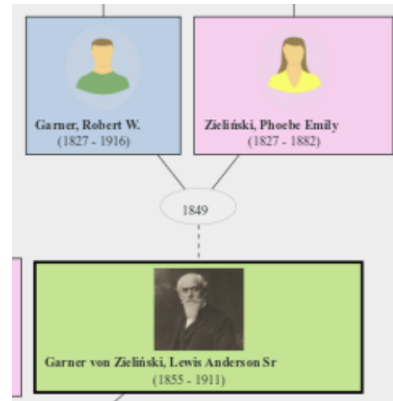 Garner, Robert W.
(1827 - 1916)
Zieliński, Phoebe Emily
(1827 - 1882)
1849
Garner von Zieliński, Lewis Anderson Sr
(1855 - 1911)